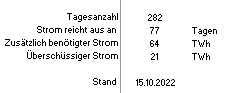 Tagesanzahl 282
Strom reicht aus an 77 Tagen
Zusätzlich benötigter Strom 64 TWh
Überschüssiger Strom 21 TWh
Stand 15.10.2022